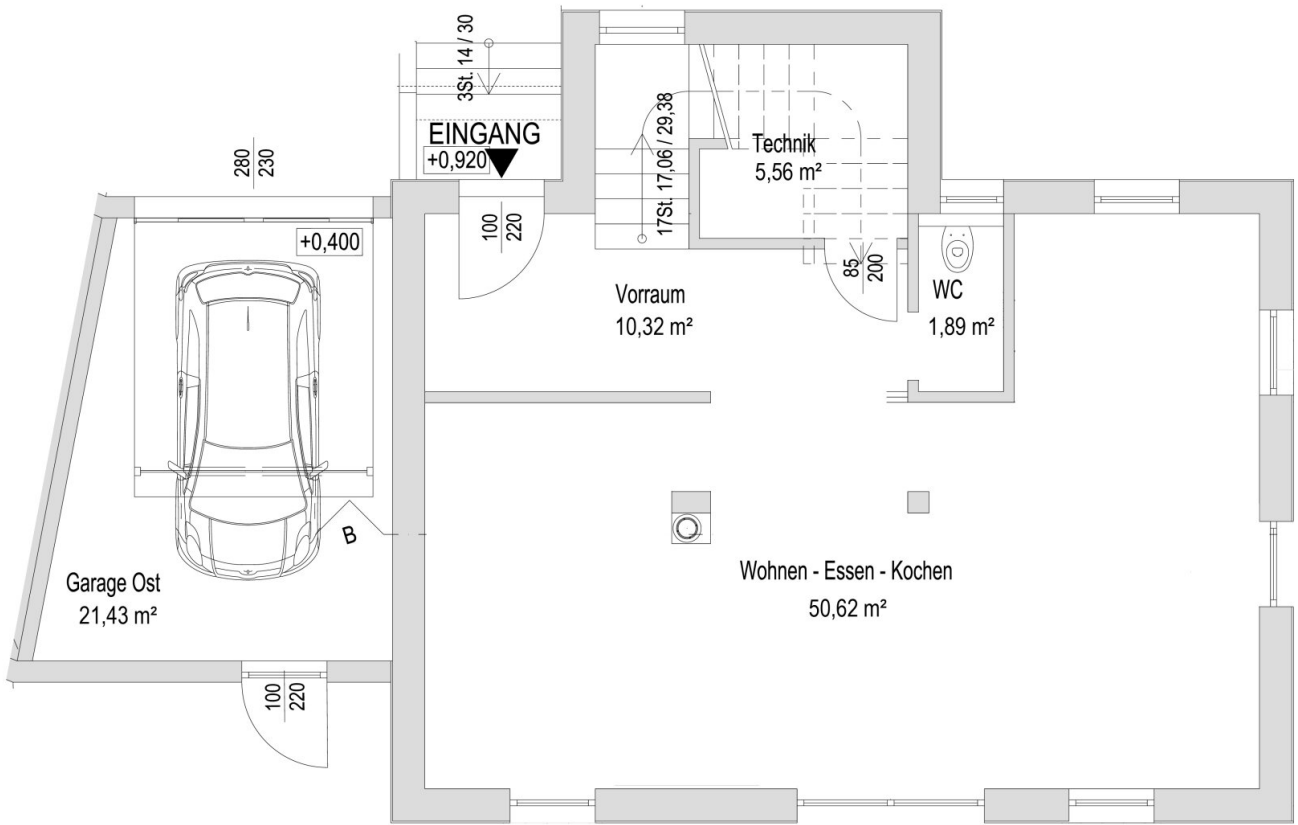 3St. 14 / 30
EINGANG
+0,920
280
230
+0,400
100
220
17St. 17,06 / 29,38
Technik
5,56 m²
85
200
WC
1,89 m²
Vorraum
10,32 m²
B
Garage Ost
21,43 m²
Wohnen - Essen - Kochen
50,62 m²
100
220